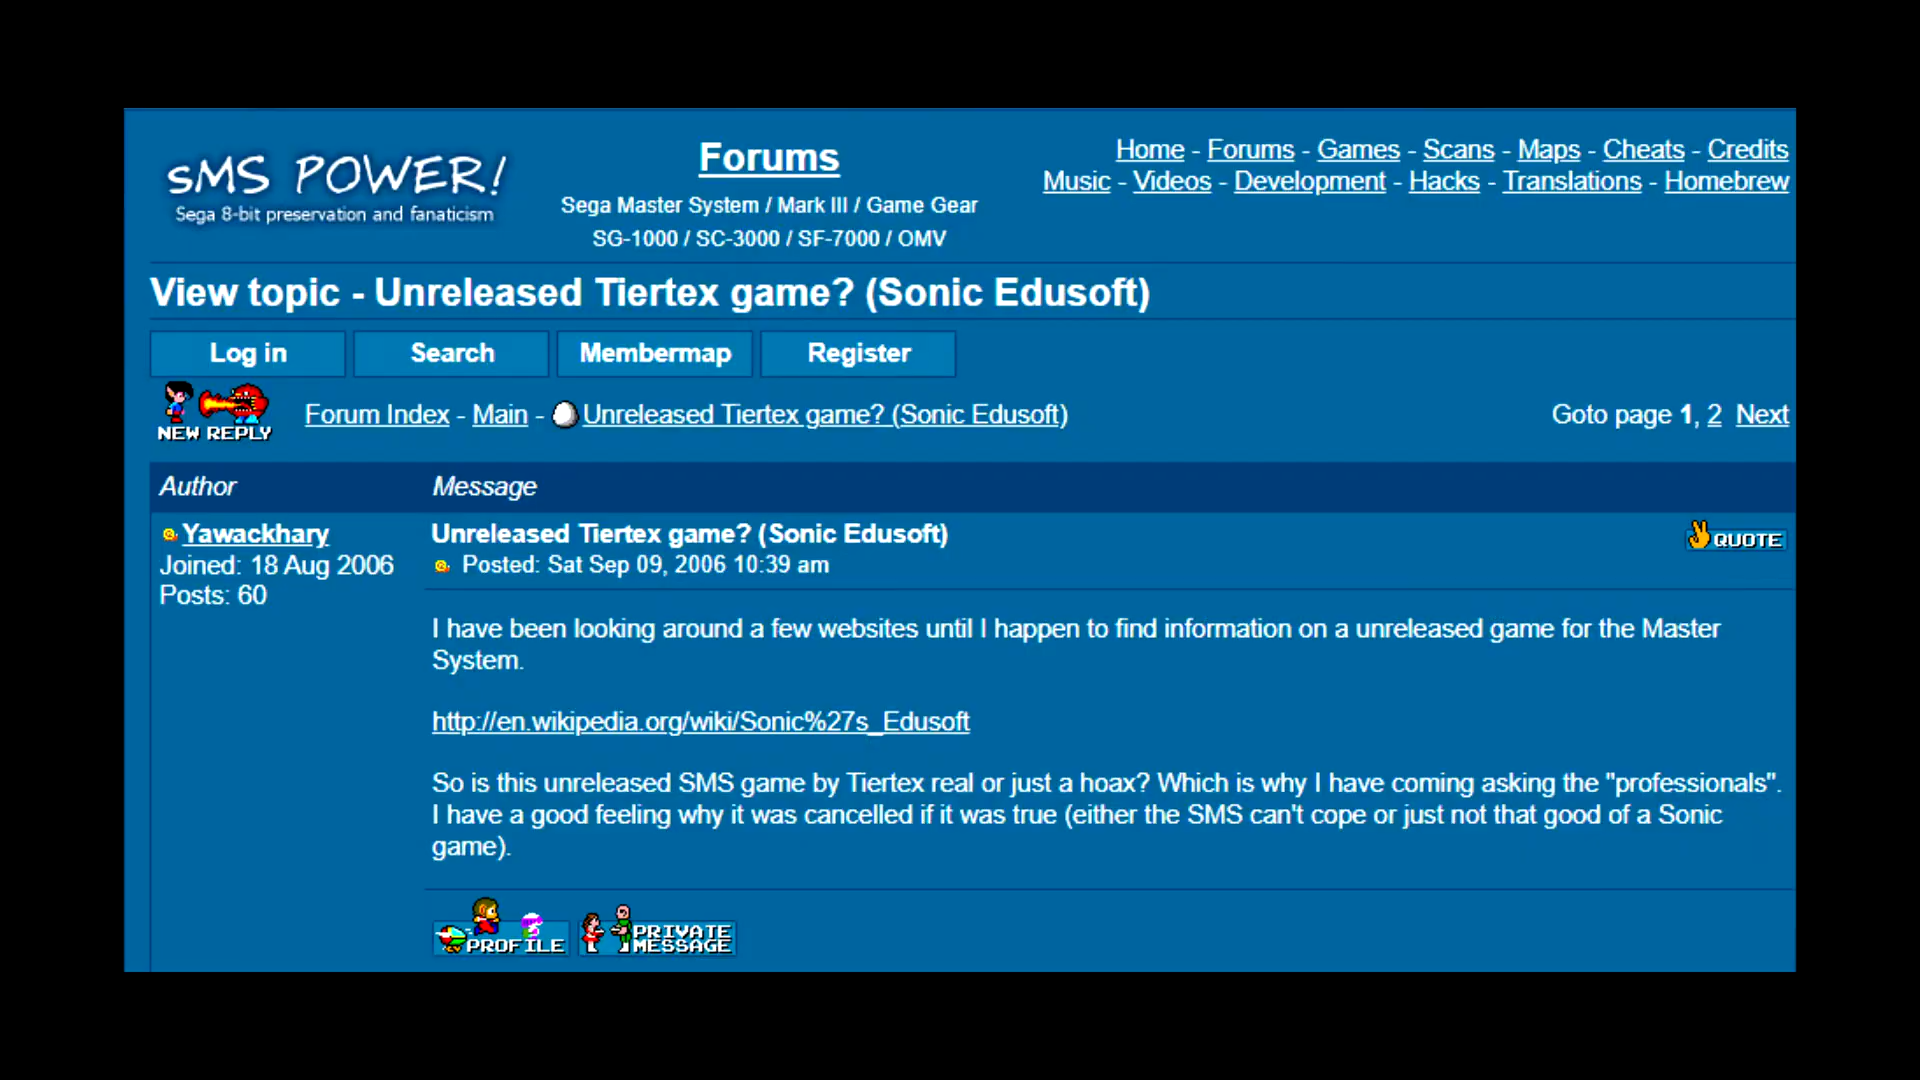 sMS POWER!
Sega 8-bit preservation and fanaticism
Forums
Sega Master System / Mark III / Game Gear
SG-1000 / SC-3000 / SF-7000 / OMV
Home - Forums - Games - Scans - Maps - Cheats - Credits
Music - Videos - Development - Hacks - Translations - Homebrew
View topic - Unreleased Tiertex game? (Sonic Edusoft)
Log in Search Membermap Register
NEW REPLY
Forum Index - Main - Unreleased Tiertex game? (Sonic Edusoft)
Goto page 1, 2 Next
Author Message
Yawackhary
Joined: 18 Aug 2006
Posts: 60
Unreleased Tiertex game? (Sonic Edusoft)
QUOTE
Posted: Sat Sep 09, 2006 10:39 am
I have been looking around a few websites until I happen to find information on a unreleased game for the Master
System.
http://en.wikipedia.org/wiki/Sonic%27s_Edusoft
So is this unreleased SMS game by Tiertex real or just a hoax? Which is why I have coming asking the "professionals".
I have a good feeling why it was cancelled if it was true (either the SMS can't cope or just not that good of a Sonic
game).
PROFILE
PRIVATE
MESSAGE